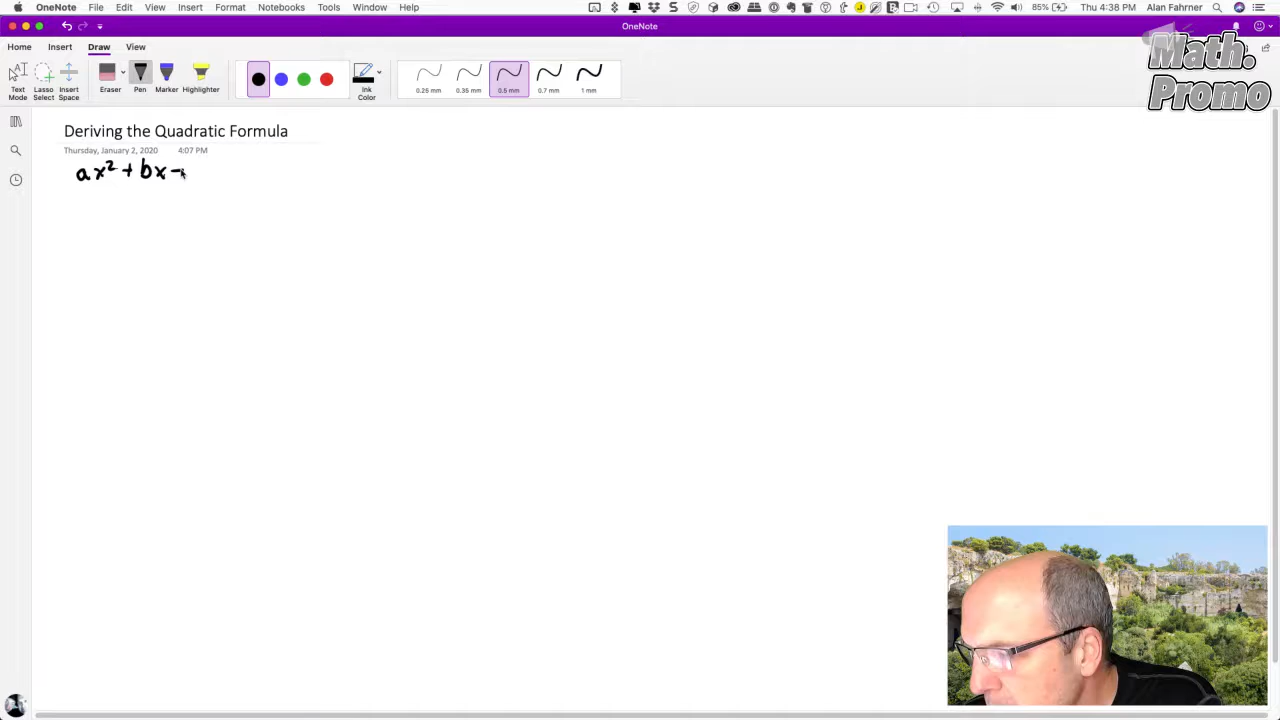 OneNote File Edit View Insert Format Notebooks Tools Window Help 85% Thu 4:38 PM Alan Fahrner
OneNote
Home Insert Draw View
Math.
Promo
Text Mode Lasso Select Insert Space Eraser Pen Marker Highlighter Ink Color 0.25 mm 0.35 mm 0.5 mm 0.7 mm 1 mm
Deriving the Quadratic Formula
Thursday, January 2, 2020 4:07 PM
ax² + bx -